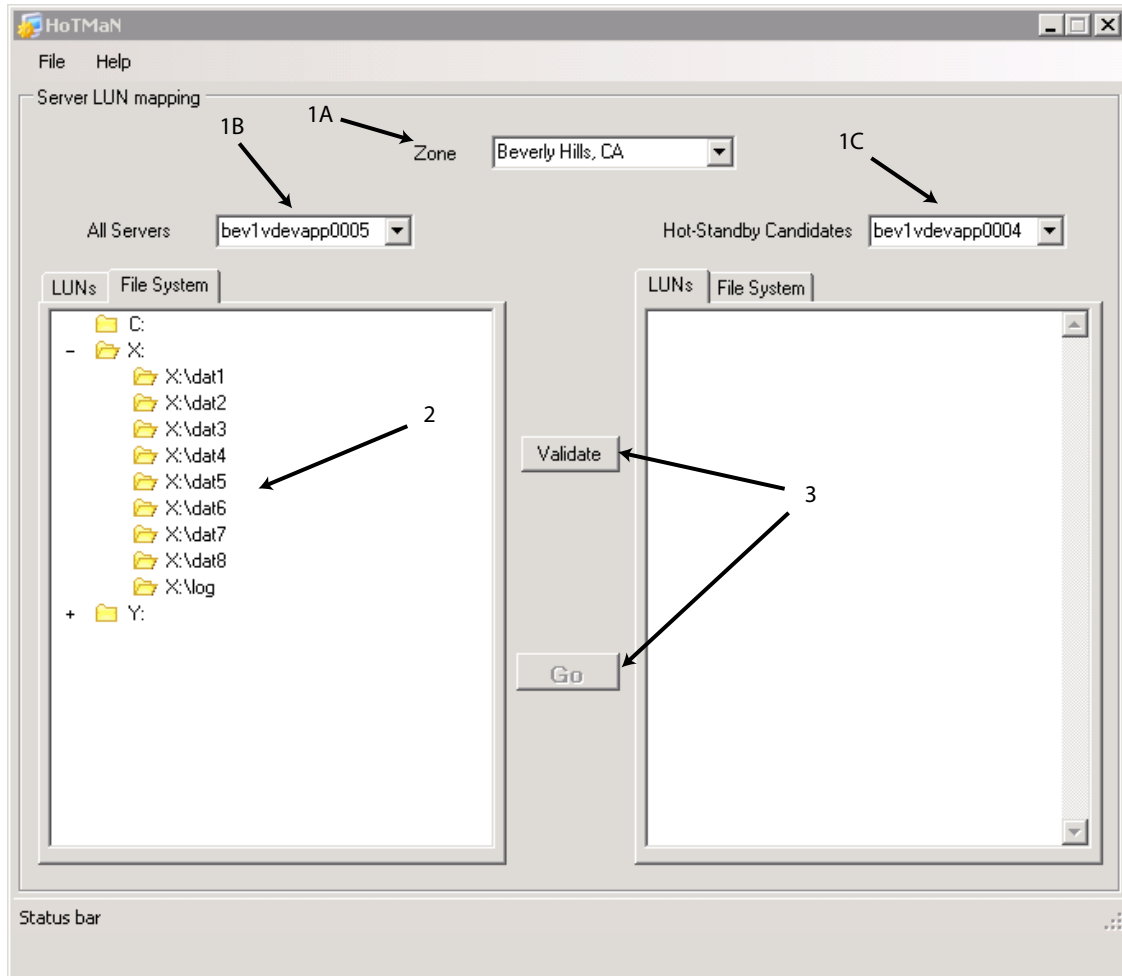 HoTMaN
File Help
Server LUN mapping
1A
1B
1C
Zone Beverly Hills, CA
All Servers bev1vdevapp0005
Hot-Standby Candidates bev1vdevapp0004
LUNs File System
LUNs File System
C:
- X:
X:\dat1
X:\dat2
X:\dat3
X:\dat4
X:\dat5
X:\dat6
X:\dat7
X:\dat8
X:\log
+ Y:
2
Validate
3
Go
Status bar